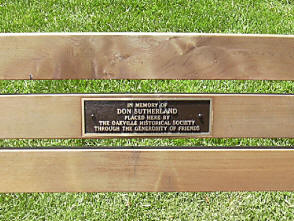 IN MEMORY OF
DON SUTHERLAND
PLACED HERE BY
THE OAKVILLE HISTORICAL SOCIETY
THROUGH THE GENEROSITY OF FRIENDS